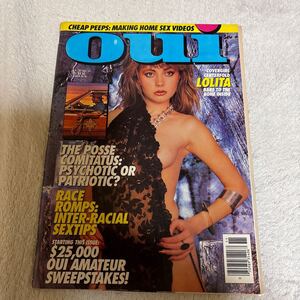 CHEAP PEEPS: MAKING HOME SEX VIDEOS
oui
COVERGIRL
CENTERFOLD
LOLITA
BARE TO THE
BONE INSIDE
THE POSSE
COMITATUS:
PSYCHOTIC OR
PATRIOTIC?
RACE
ROMPS:
INTER-RACIAL
SEXTIPS
STARTING THIS ISSUE:
$25,000
OUI AMATEUR
SWEEPSTAKES!